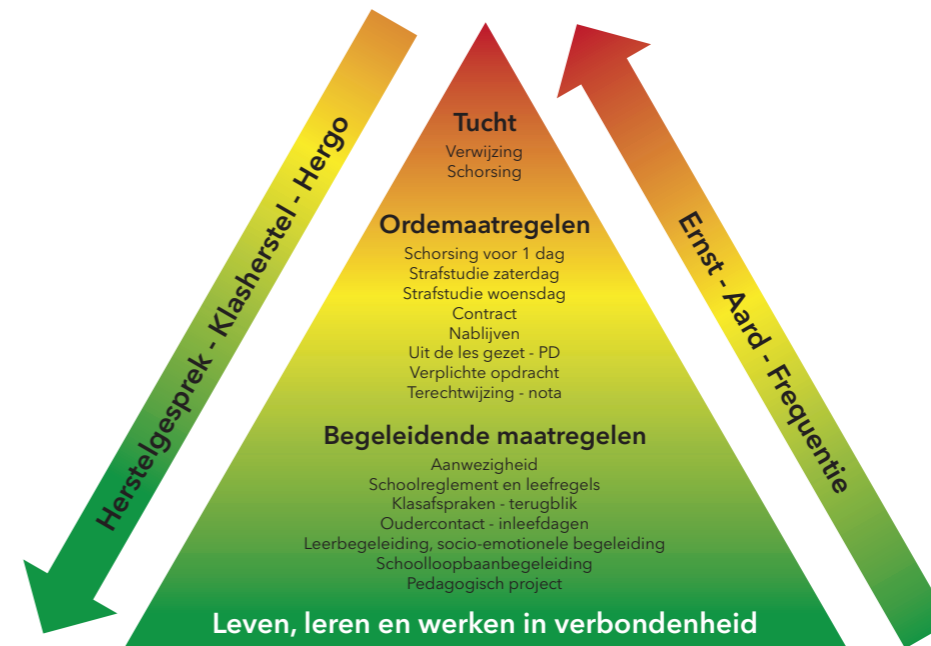 Tucht
Verwijzing
Schorsing
Ordemaatregelen
Schorsing voor 1 dag
Strafstudie zaterdag
Strafstudie woensdag
Contract
Nablijven
Uit de les gezet - PD
Verplichte opdracht
Terechtwijzing - nota
Begeleidende maatregelen
Aanwezigheid
Schoolreglement en leefregels
Klasafspraken - terugblik
Oudercontact - inleefdagen
Leerbegeleiding, socio-emotionele begeleiding
Schoolloopbaanbegeleiding
Pedagogisch project
Leven, leren en werken in verbondenheid
Herstelgesprek - Klasherstel - Hergo
Ernst - Aard - Frequentie